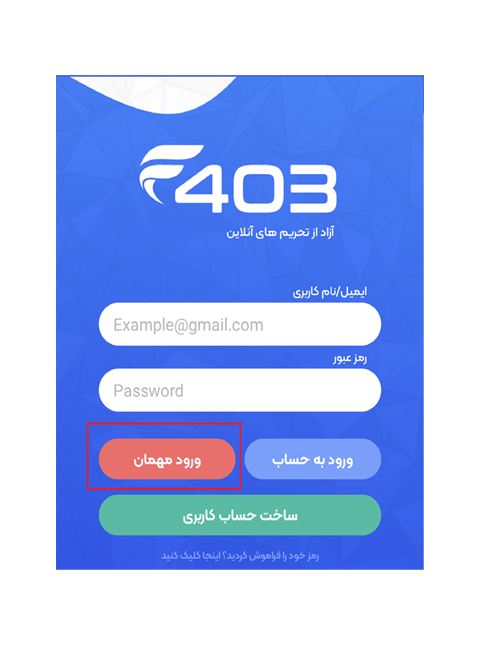 403
آزاد از تحریم های آنلاین
ایمیل/نام کاربری
Example@gmail.com
رمز عبور
Password
ورود به حساب
ورود مهمان
ساخت حساب کاربری
رمز خود را فراموش کردید؟ اینجا کلیک کنید